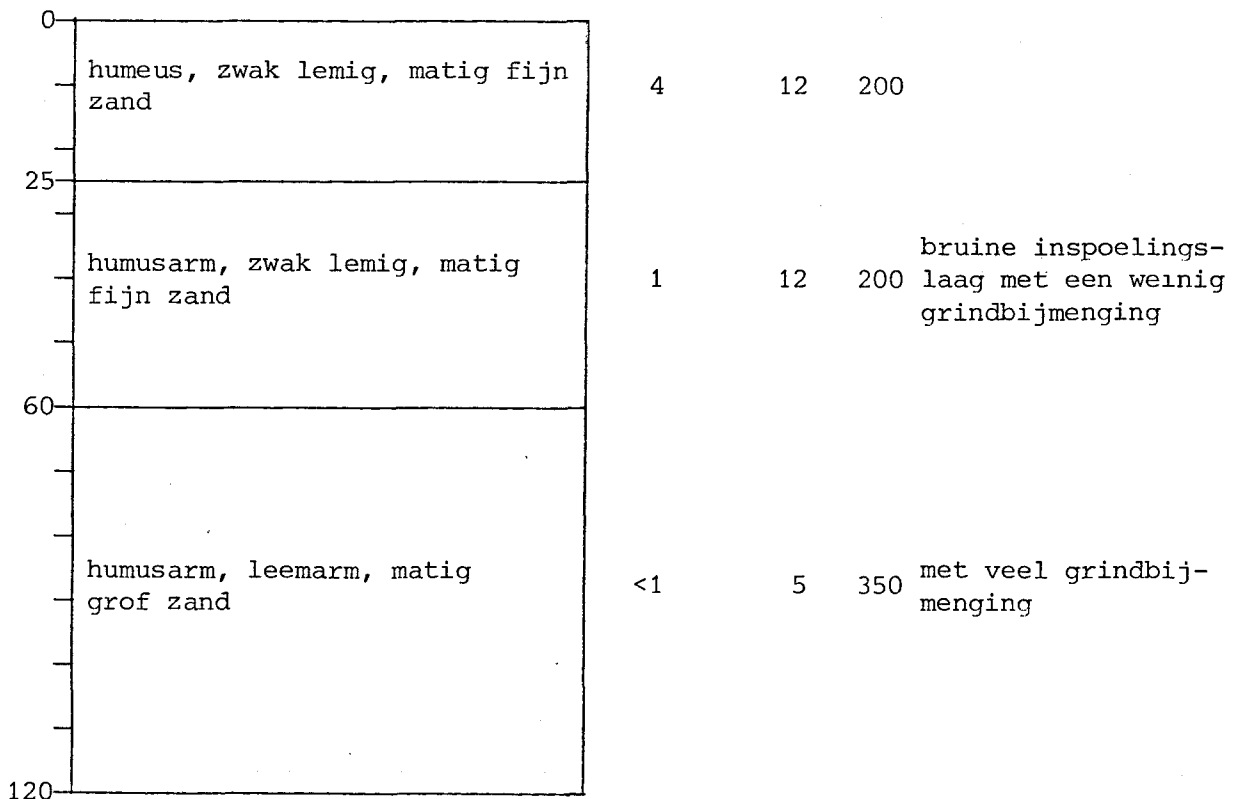 0
humeus, zwak lemig, matig fijn
zand
4 12 200
25
humusarm, zwak lemig, matig
fijn zand
1 12 200
bruine inspoelings-
laag met een weinig
grindbijmenging
60
humusarm, leemarm, matig
grof zand
<1 5 350
met veel grindbij-
menging
120